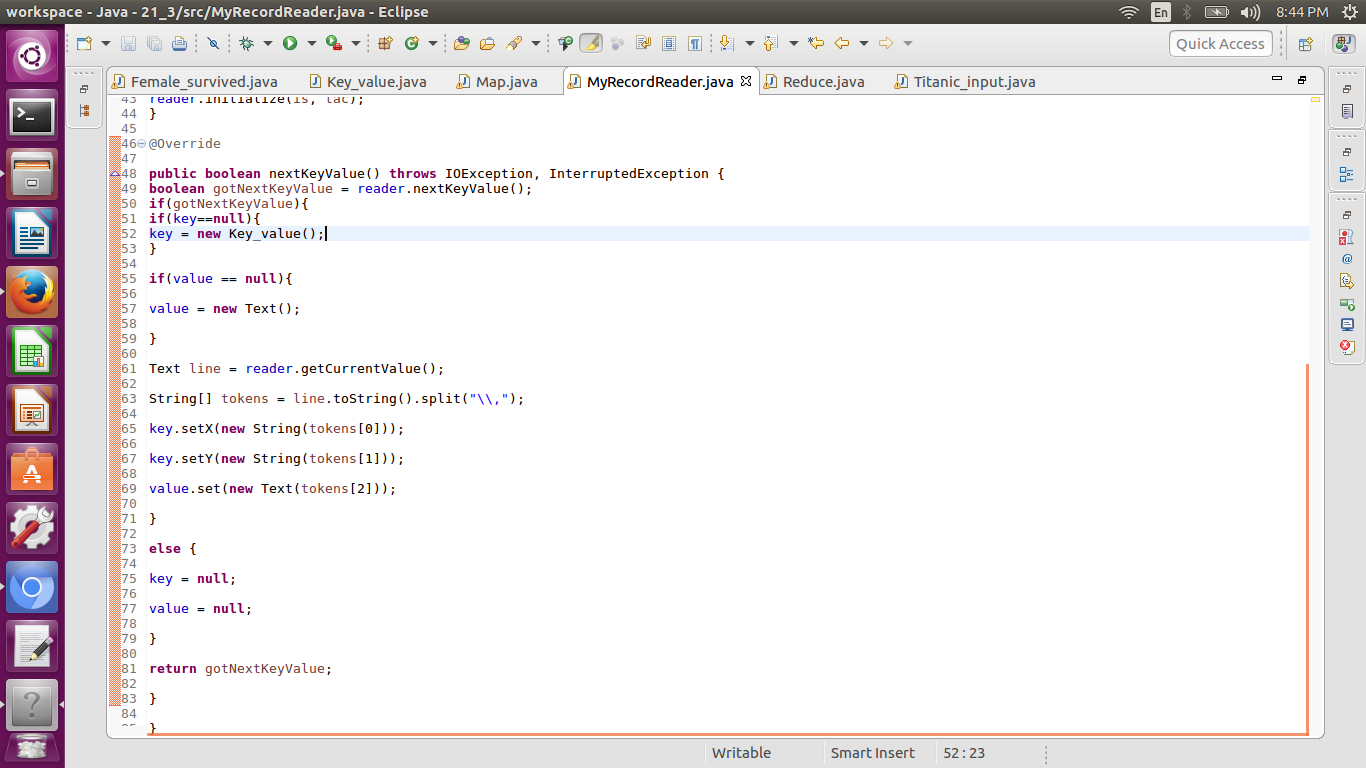 workspace - Java - 21_3/src/MyRecordReader.java - Eclipse
En
8:44 PM
Quick Access
Female_survived.java
Key_value.java
Map.java
MyRecordReader.java
Reduce.java
Titanic_input.java
43 reader.initialize(is, tac);
44 }
45
46 @Override
47
48 public boolean nextKeyValue() throws IOException, InterruptedException {
49 boolean gotNextKeyValue = reader.nextKeyValue();
50 if(gotNextKeyValue){
51 if(key==null){
52 key = new Key_value();
53 }
54
55 if(value == null){
56
57 value = new Text();
58
59 }
60
61 Text line = reader.getCurrentValue();
62
63 String[] tokens = line.toString().split("\\,");
64
65 key.setX(new String(tokens[0]));
66
67 key.setY(new String(tokens[1]));
68
69 value.set(new Text(tokens[2]));
70
71 }
72
73 else {
74
75 key = null;
76
77 value = null;
78
79 }
80
81 return gotNextKeyValue;
82
83 }
84
85 }
Writable
Smart Insert
52 : 23